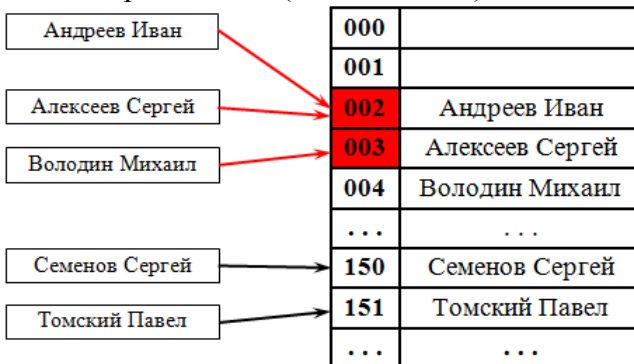 Андреев Иван
Алексеев Сергей
Володин Михаил
Семенов Сергей
Томский Павел
000
001
002 Андреев Иван
003 Алексеев Сергей
004 Володин Михаил
... ...
150 Семенов Сергей
151 Томский Павел
... ...